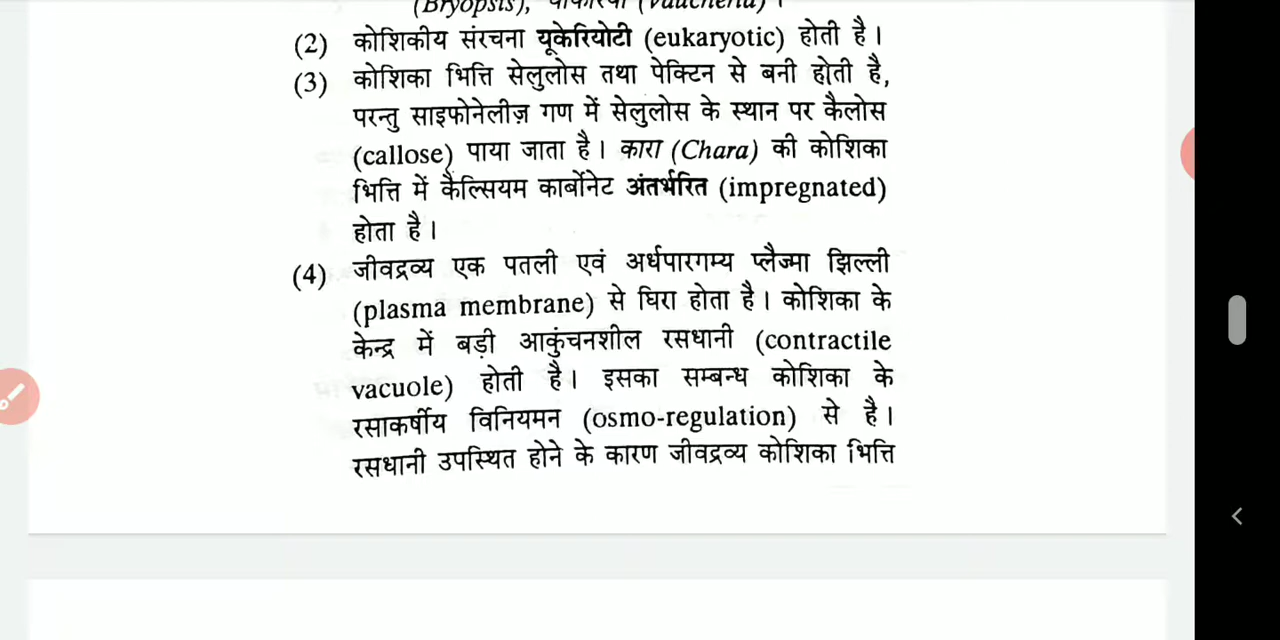 (Bryopsis), (Vaucheria) ।
(2) कोशिकीय संरचना यूकेरियोटी (eukaryotic) होती है।
(3) कोशिका भित्ति सेलुलोस तथा पेक्टिन से बनी होती है,
परन्तु साइफोनेलीज़ गण में सेलुलोस के स्थान पर कैलोस
(callose) पाया जाता है। कारा (Chara) की कोशिका
भित्ति में कैल्सियम कार्बोनेट अंतर्भरित (impregnated)
होता है।
(4) जीवद्रव्य एक पतली एवं अर्धपारगम्य प्लैज्मा झिल्ली
(plasma membrane) से घिरा होता है। कोशिका के
केन्द्र में बड़ी आकुंचनशील रसधानी (contractile
vacuole) होती है। इसका सम्बन्ध कोशिका के
रसाकर्षीय विनियमन (osmo-regulation) से है।
रसधानी उपस्थित होने के कारण जीवद्रव्य कोशिका भित्ति